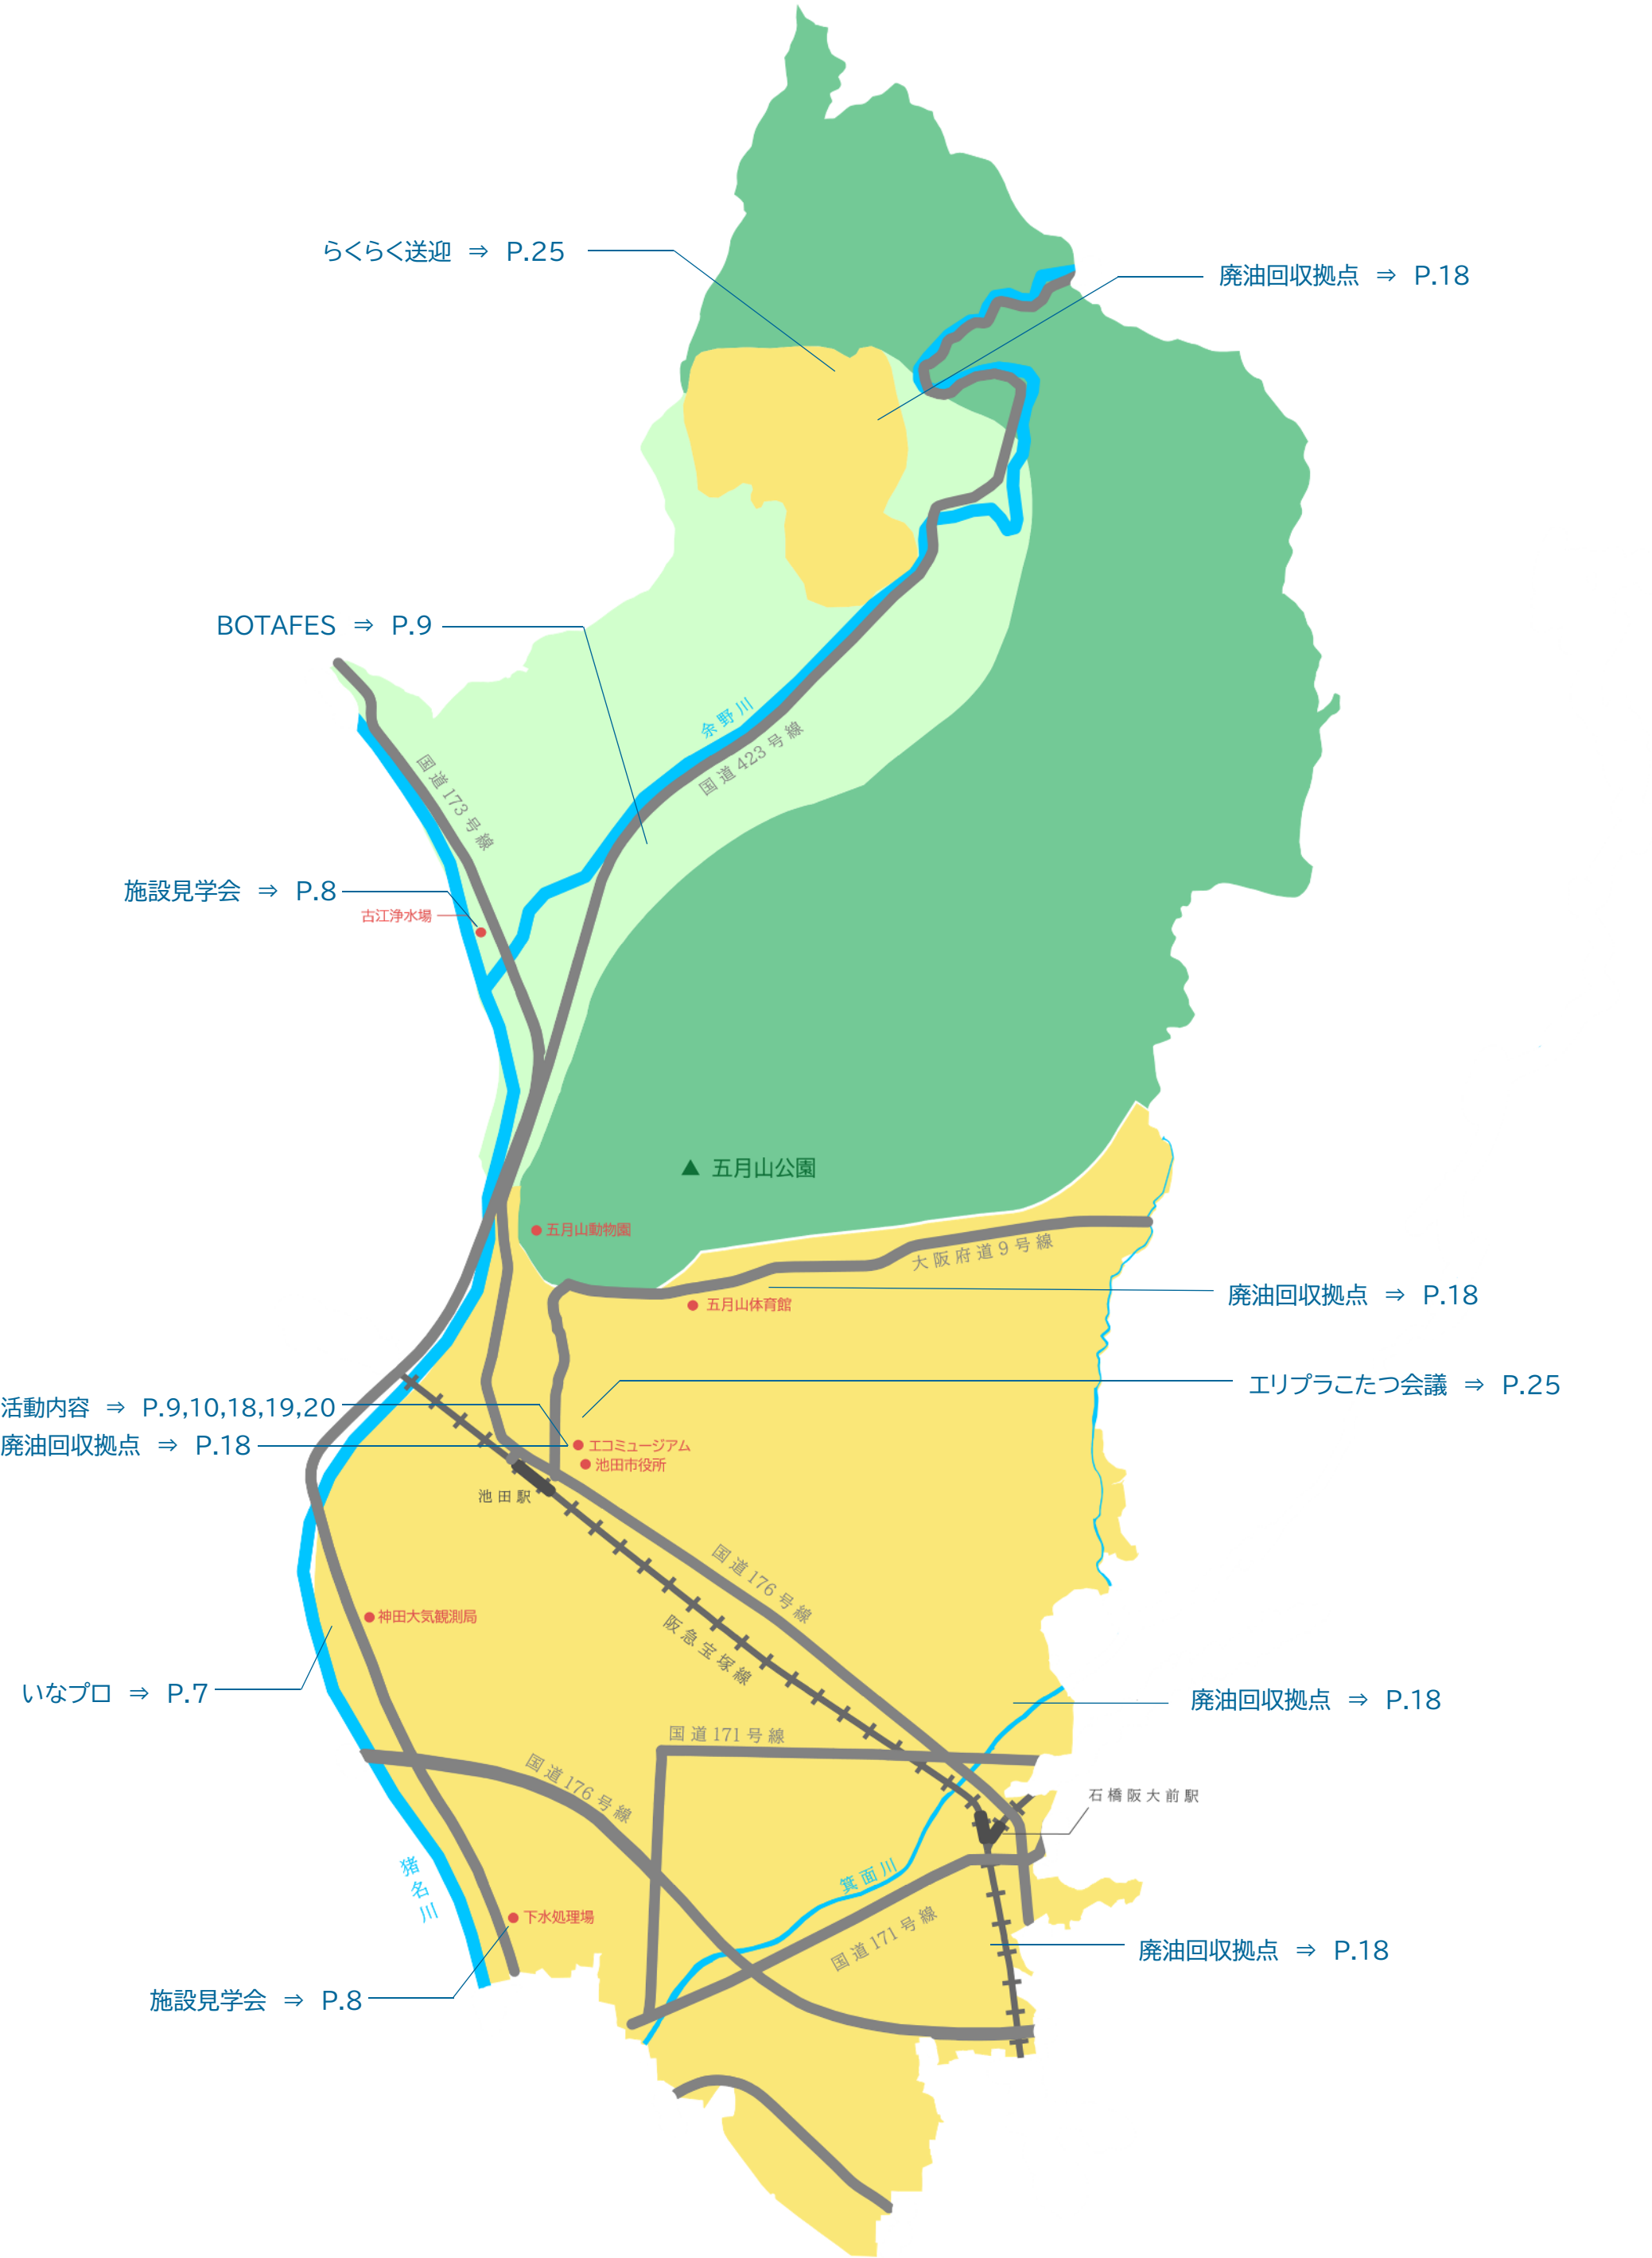 らくらく送迎 ⇒ P.25
廃油回収拠点 ⇒ P.18
BOTAFES ⇒ P.9
余野川
国道423号線
国道173号線
施設見学会 ⇒ P.8
古江浄水場
▲ 五月山公園
五月山動物園
大阪府道9号線
廃油回収拠点 ⇒ P.18
五月山体育館
エリプラこたつ会議 ⇒ P.25
活動内容 ⇒ P.9,10,18,19,20
廃油回収拠点 ⇒ P.18
エコミュージアム
池田市役所
池田駅
国道176号線
阪急宝塚線
神田大気観測局
いなプロ ⇒ P.7
廃油回収拠点 ⇒ P.18
国道171号線
国道176号線
石橋阪大前駅
猪名川
箕面川
国道171号線
下水処理場
廃油回収拠点 ⇒ P.18
施設見学会 ⇒ P.8